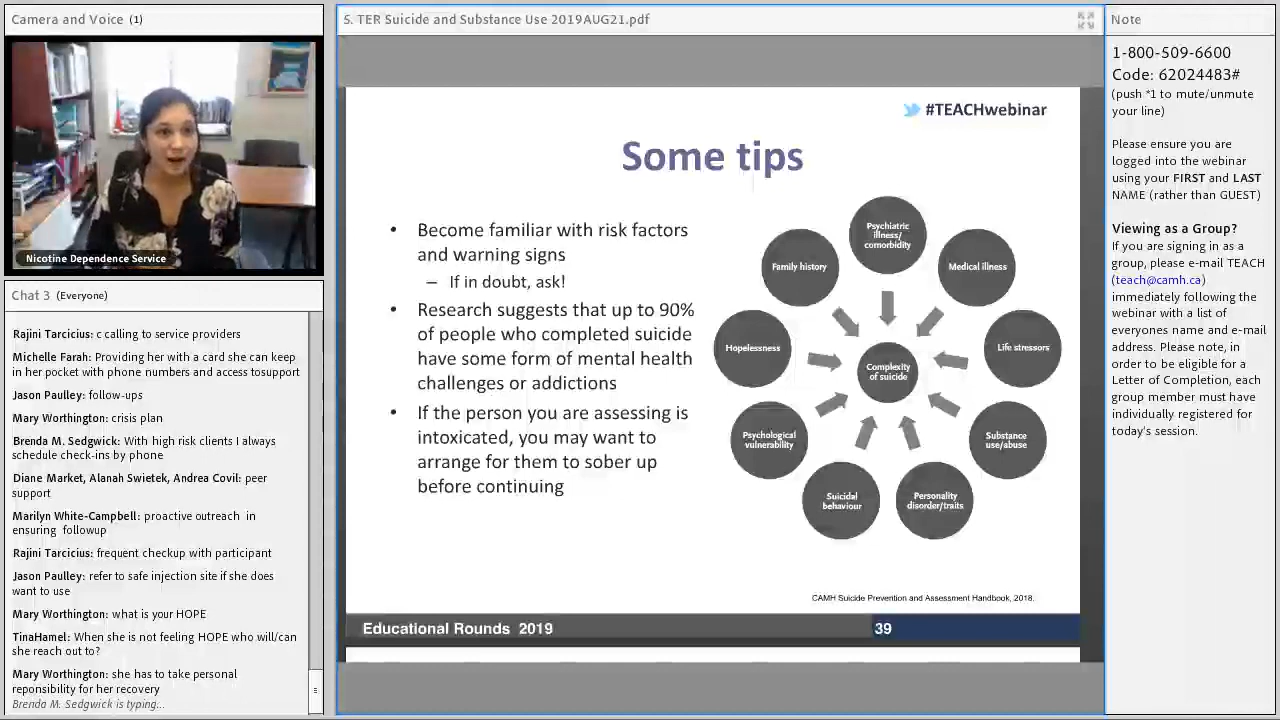 Camera and Voice (1)
Nicotine Dependence Service
Chat 3 (Everyone)
Rajini Tarcicius: c calling to service providers
Michelle Farah: Providing her with a card she can keep
in her pocket with phone numbers and access tosupport
Jason Paulley: follow-ups
Mary Worthington: crisis plan
Brenda M. Sedgwick: With high risk clients I always
schedule check-ins by phone
Diane Market, Alanah Swietek, Andrea Covil: peer
support
Marilyn White-Campbell: proactive outreach in
ensuring followup
Rajini Tarcicius: frequent checkup with participant
Jason Paulley: refer to safe injection site if she does
want to use
Mary Worthington: what is your HOPE
TinaHamel: When she is not feeling HOPE who will/can
she reach out to?
Mary Worthington: she has to take personal
reponsibility for her recovery
Brenda M. Sedgwick is typing...
5. TER Suicide and Substance Use 2019AUG21.pdf
#TEACHwebinar
Some tips
• Become familiar with risk factors
and warning signs
– If in doubt, ask!
• Research suggests that up to 90%
of people who completed suicide
have some form of mental health
challenges or addictions
• If the person you are assessing is
intoxicated, you may want to
arrange for them to sober up
before continuing
Psychiatric
illness/
comorbidity
Medical illness
Life stressors
Substance
use/abuse
Personality
disorder/traits
Suicidal
behaviour
Psychological
vulnerability
Hopelessness
Family history
Complexity
of suicide
CAMH Suicide Prevention and Assessment Handbook, 2018.
Educational Rounds 2019
39
Note
1-800-509-6600
Code: 62024483#
(push *1 to mute/unmute
your line)
Please ensure you are
logged into the webinar
using your FIRST and LAST
NAME (rather than GUEST)
Viewing as a Group?
If you are signing in as a
group, please e-mail TEACH
(teach@camh.ca)
immediately following the
webinar with a list of
everyones name and e-mail
address. Please note, in
order to be eligible for a
Letter of Completion, each
group member must have
individually registered for
today's session.